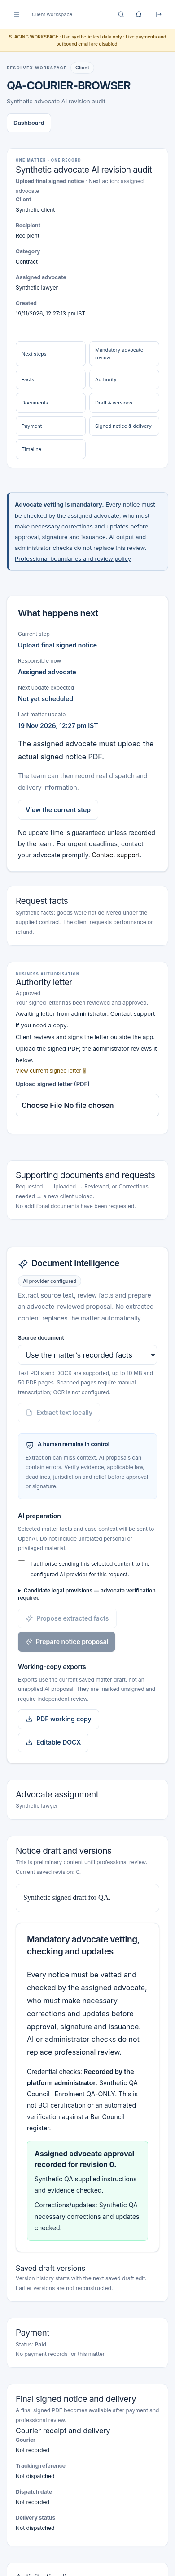 Client workspace
STAGING WORKSPACE · Use synthetic test data only · Live payments and
outbound email are disabled.
RESOLVEX WORKSPACE Client
QA-COURIER-BROWSER
Synthetic advocate AI revision audit
Dashboard
ONE MATTER · ONE RECORD
Synthetic advocate AI revision audit
Upload final signed notice · Next action: assigned
advocate
Client
Synthetic client
Recipient
Recipient
Category
Contract
Assigned advocate
Synthetic lawyer
Created
19/11/2026, 12:27:13 pm IST
Next steps
Mandatory advocate
review
Facts
Authority
Documents
Draft & versions
Payment
Signed notice & delivery
Timeline
Advocate vetting is mandatory. Every notice must
be checked by the assigned advocate, who must
make necessary corrections and updates before
approval, signature and issuance. AI output and
administrator checks do not replace this review.
Professional boundaries and review policy
What happens next
Current step
Upload final signed notice
Responsible now
Assigned advocate
Next update expected
Not yet scheduled
Last matter update
19 Nov 2026, 12:27 pm IST
The assigned advocate must upload the
actual signed notice PDF.
The team can then record real dispatch and
delivery information.
View the current step
No update time is guaranteed unless recorded
by the team. For urgent deadlines, contact
your advocate promptly. Contact support.
Request facts
Synthetic facts: goods were not delivered under the
supplied contract. The client requests performance or
refund.
BUSINESS AUTHORISATION
Authority letter
Approved
Your signed letter has been reviewed and approved.
Awaiting letter from administrator. Contact support
if you need a copy.
Client reviews and signs the letter outside the app.
Upload the signed PDF; the administrator reviews it
below.
View current signed letter
Upload signed letter (PDF)
Choose File No file chosen
Supporting documents and requests
Requested → Uploaded → Reviewed, or Corrections
needed → a new client upload.
No additional documents have been requested.
Document intelligence
AI provider configured
Extract source text, review facts and prepare
an advocate-reviewed proposal. No extracted
content replaces the matter automatically.
Source document
Use the matter's recorded facts
Text PDFs and DOCX are supported, up to 10 MB and
50 PDF pages. Scanned pages require manual
transcription; OCR is not configured.
Extract text locally
A human remains in control
Extraction can miss context. AI proposals can
contain errors. Verify evidence, applicable law,
deadlines, jurisdiction and relief before approval
or signature.
AI preparation
Selected matter facts and case context will be sent to
OpenAI. Do not include unrelated personal or
privileged material.
I authorise sending this selected content to the
configured AI provider for this request.
Candidate legal provisions — advocate verification
required
Propose extracted facts
Prepare notice proposal
Working-copy exports
Exports use the current saved matter draft, not an
unapplied AI proposal. They are marked unsigned and
require independent review.
PDF working copy
Editable DOCX
Advocate assignment
Synthetic lawyer
Notice draft and versions
This is preliminary content until professional review.
Current saved revision: 0.
Synthetic signed draft for QA.
Mandatory advocate vetting,
checking and updates
Every notice must be vetted and
checked by the assigned advocate,
who must make necessary
corrections and updates before
approval, signature and issuance.
AI or administrator checks do not
replace professional review.
Credential checks: Recorded by the
platform administrator. Synthetic QA
Council · Enrolment QA-ONLY. This is
not BCI certification or an automated
verification against a Bar Council
register.
Assigned advocate approval
recorded for revision 0.
Synthetic QA supplied instructions
and evidence checked.
Corrections/updates: Synthetic QA
necessary corrections and updates
checked.
Saved draft versions
Version history starts with the next saved draft edit.
Earlier versions are not reconstructed.
Payment
Status: Paid
No payment records for this matter.
Final signed notice and delivery
A final signed PDF becomes available after payment and
professional review.
Courier receipt and delivery
Courier
Not recorded
Tracking reference
Not dispatched
Dispatch date
Not recorded
Delivery status
Not dispatched